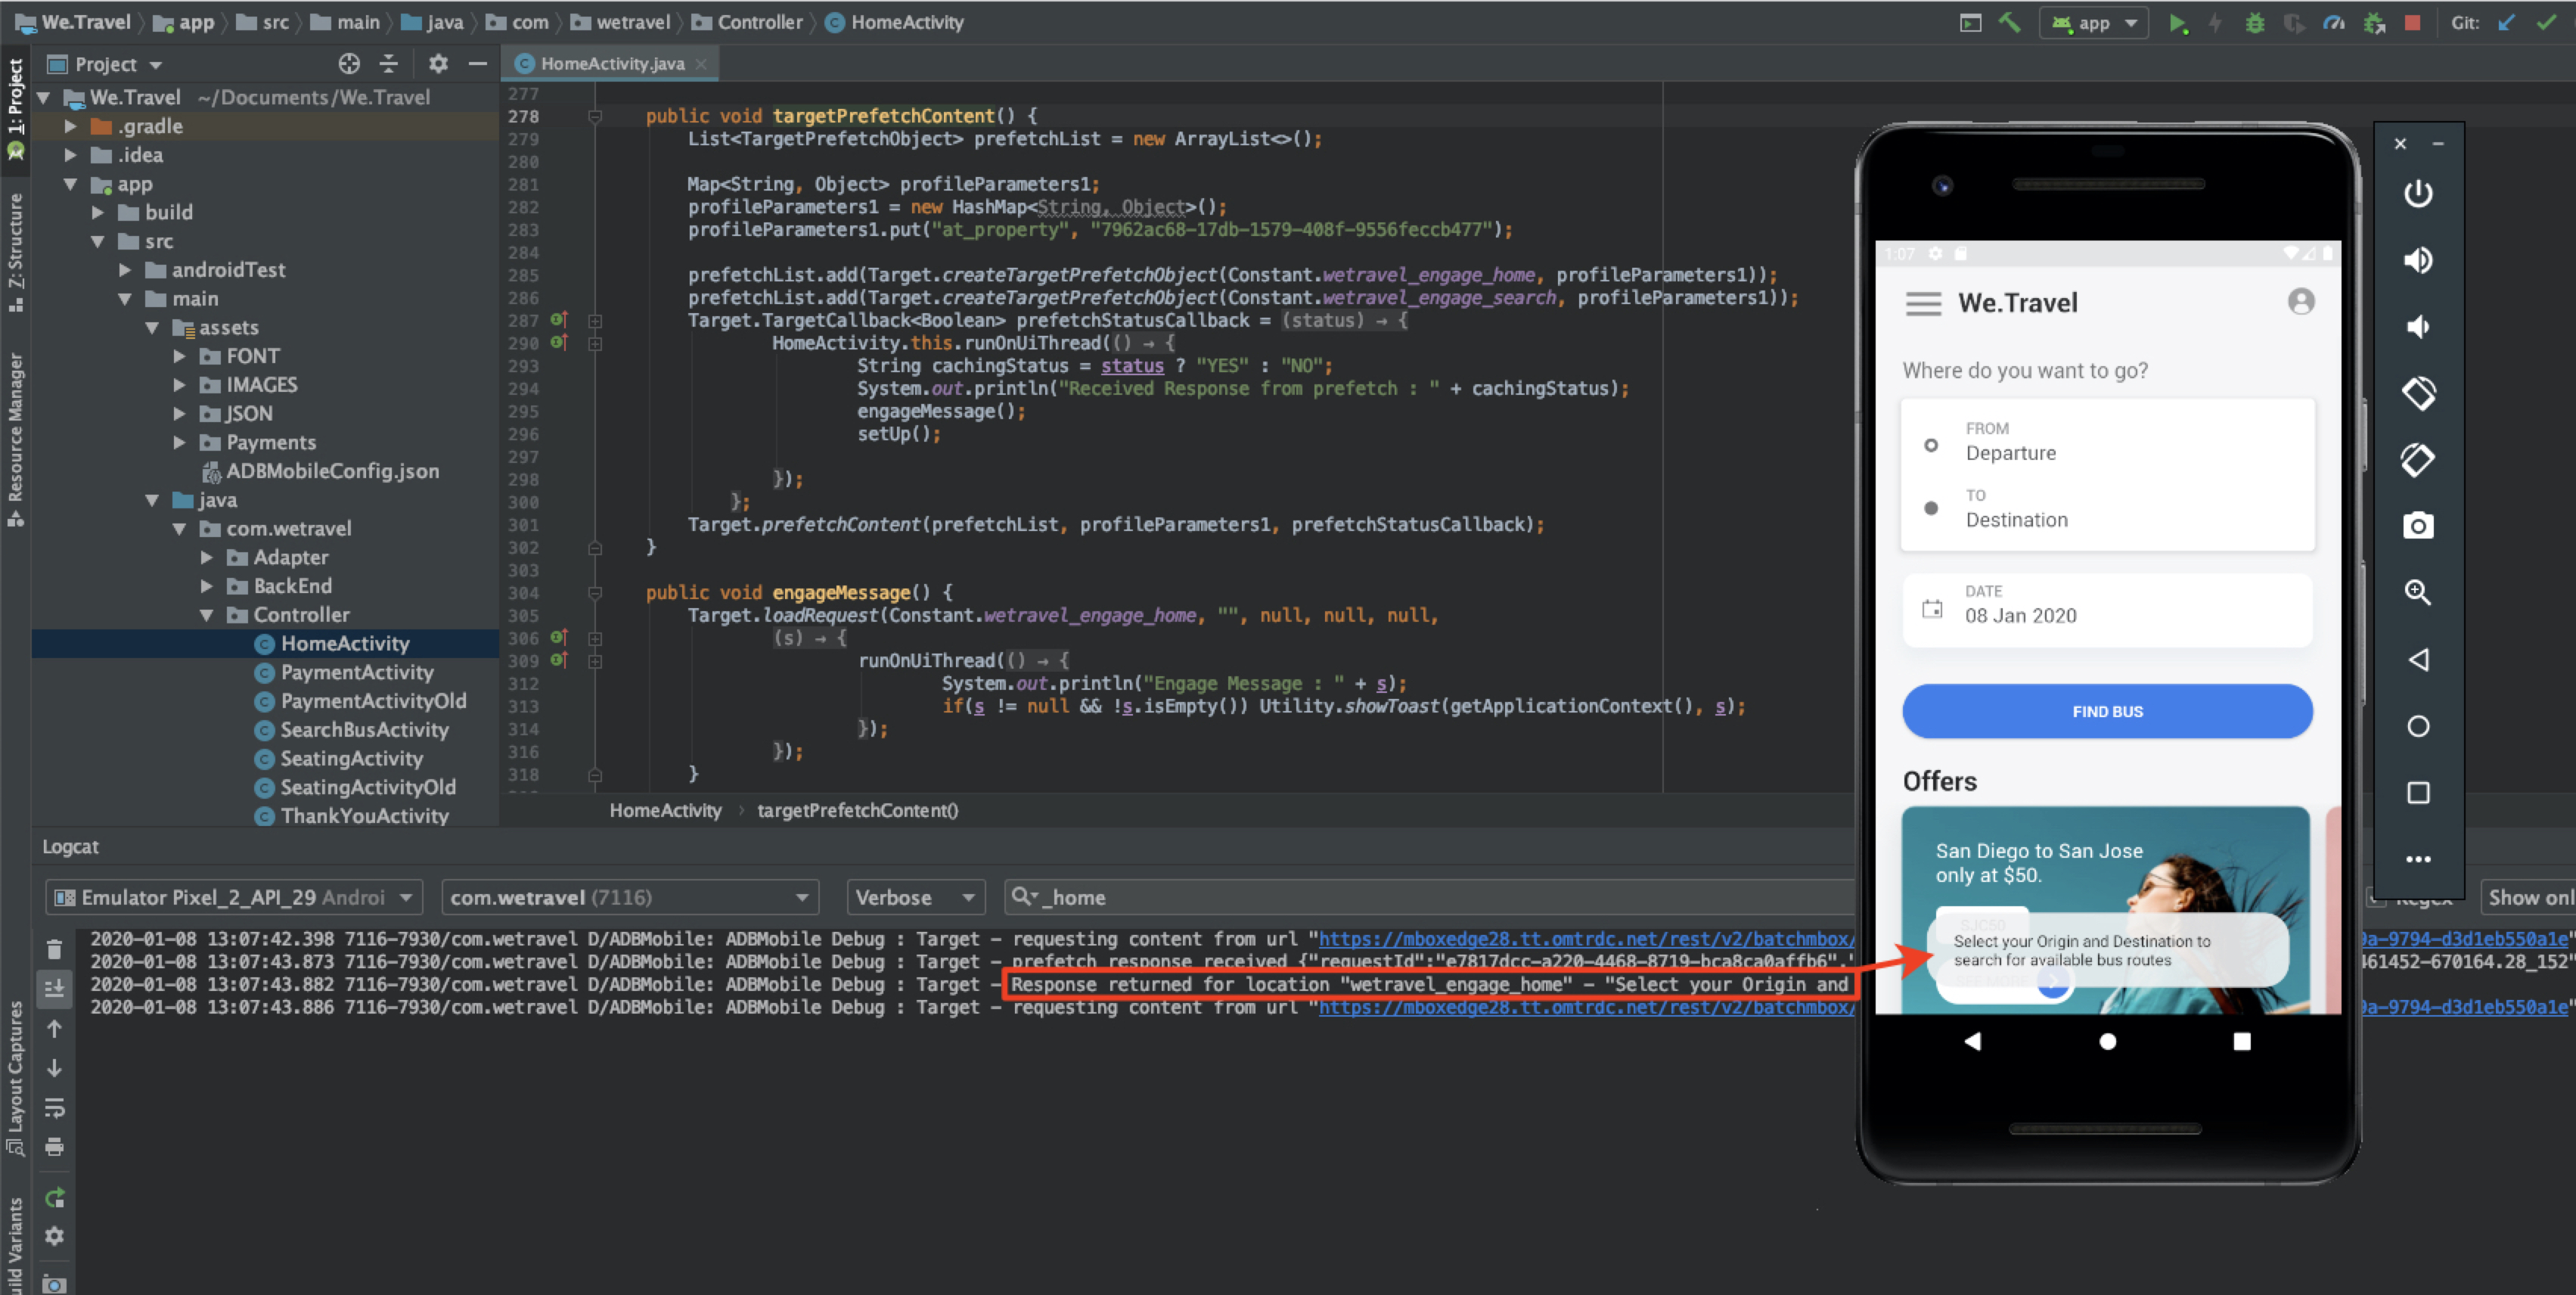 We.Travel app src main java com wetravel Controller HomeActivity
app
Git:
Project
HomeActivity.java
1: Project
Z: Structure
Resource Manager
Layout Captures
uild Variants
We.Travel ~/Documents/We.Travel
.gradle
.idea
app
build
src
androidTest
main
assets
FONT
IMAGES
JSON
Payments
ADBMobileConfig.json
java
com.wetravel
Adapter
BackEnd
Controller
HomeActivity
PaymentActivity
PaymentActivityOld
SearchBusActivity
SeatingActivity
SeatingActivityOld
ThankYouActivity
277
278 public void targetPrefetchContent() {
279 List<TargetPrefetchObject> prefetchList = new ArrayList<>();
280
281 Map<String, Object> profileParameters1;
282 profileParameters1 = new HashMap<String, Object>();
283 profileParameters1.put("at_property", "7962ac68-17db-1579-408f-9556feccb477");
284
285 prefetchList.add(Target.createTargetPrefetchObject(Constant.wetravel_engage_home, profileParameters1));
286 prefetchList.add(Target.createTargetPrefetchObject(Constant.wetravel_engage_search, profileParameters1));
287 Target.TargetCallback<Boolean> prefetchStatusCallback = (status) → {
290 HomeActivity.this.runOnUiThread(() → {
293 String cachingStatus = status ? "YES" : "NO";
294 System.out.println("Received Response from prefetch : " + cachingStatus);
295 engageMessage();
296 setUp();
297
298 });
300 };
301 Target.prefetchContent(prefetchList, profileParameters1, prefetchStatusCallback);
302 }
303
304 public void engageMessage() {
305 Target.loadRequest(Constant.wetravel_engage_home, "", null, null, null,
306 (s) → {
309 runOnUiThread(() → {
312 System.out.println("Engage Message : " + s);
313 if(s != null && !s.isEmpty()) Utility.showToast(getApplicationContext(), s);
314 });
316 });
318 }
HomeActivity targetPrefetchContent()
Logcat
Emulator Pixel_2_API_29 Androi
com.wetravel (7116)
Verbose
_home
Regex
Show onl
2020-01-08 13:07:42.398 7116-7930/com.wetravel D/ADBMobile: ADBMobile Debug : Target - requesting content from url "https://mboxedge28.tt.omtrdc.net/rest/v2/batchmbox/
9a-9794-d3d1eb550a1e"
2020-01-08 13:07:43.873 7116-7930/com.wetravel D/ADBMobile: ADBMobile Debug : Target - prefetch response received {"requestId":"e7817dcc-a220-4468-8719-bca8ca0affb6","
461452-670164.28_152"
2020-01-08 13:07:43.882 7116-7930/com.wetravel D/ADBMobile: ADBMobile Debug : Target - Response returned for location "wetravel_engage_home" - "Select your Origin and
2020-01-08 13:07:43.886 7116-7930/com.wetravel D/ADBMobile: ADBMobile Debug : Target - requesting content from url "https://mboxedge28.tt.omtrdc.net/rest/v2/batchmbox/
9a-9794-d3d1eb550a1e"
1:07
We.Travel
Where do you want to go?
FROM
Departure
TO
Destination
DATE
08 Jan 2020
FIND BUS
Offers
San Diego to San Jose
only at $50.
SJC50
Select your Origin and Destination to
search for available bus routes